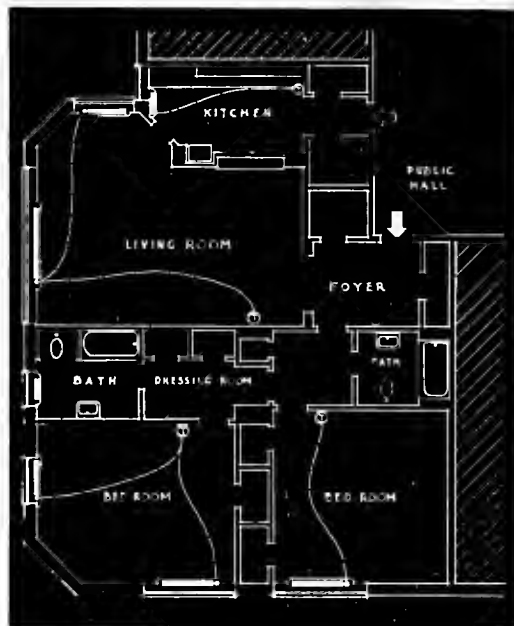 KITCHEN
PUBLIC
HALL
LIVING ROOM
FOYER
BATH
DRESSING ROOM
BATH
BED ROOM
BED ROOM